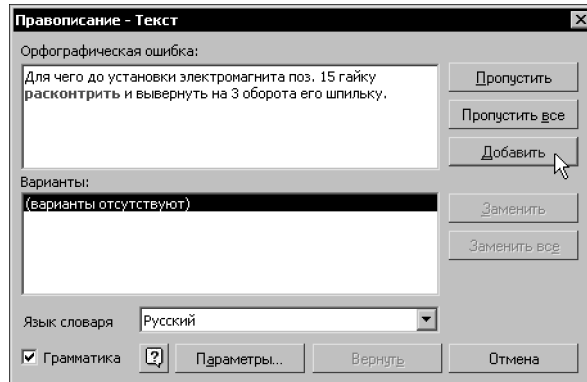 Правописание - Текст
Орфографическая ошибка:
Для чего до установки электромагнита поз. 15 гайку
расконтрить и вывернуть на 3 оборота его шпильку.
Пропустить
Пропустить все
Добавить
Варианты:
(варианты отсутствуют)
Заменить
Заменить все
Язык словаря
Русский
Грамматика
Параметры...
Вернуть
Отмена